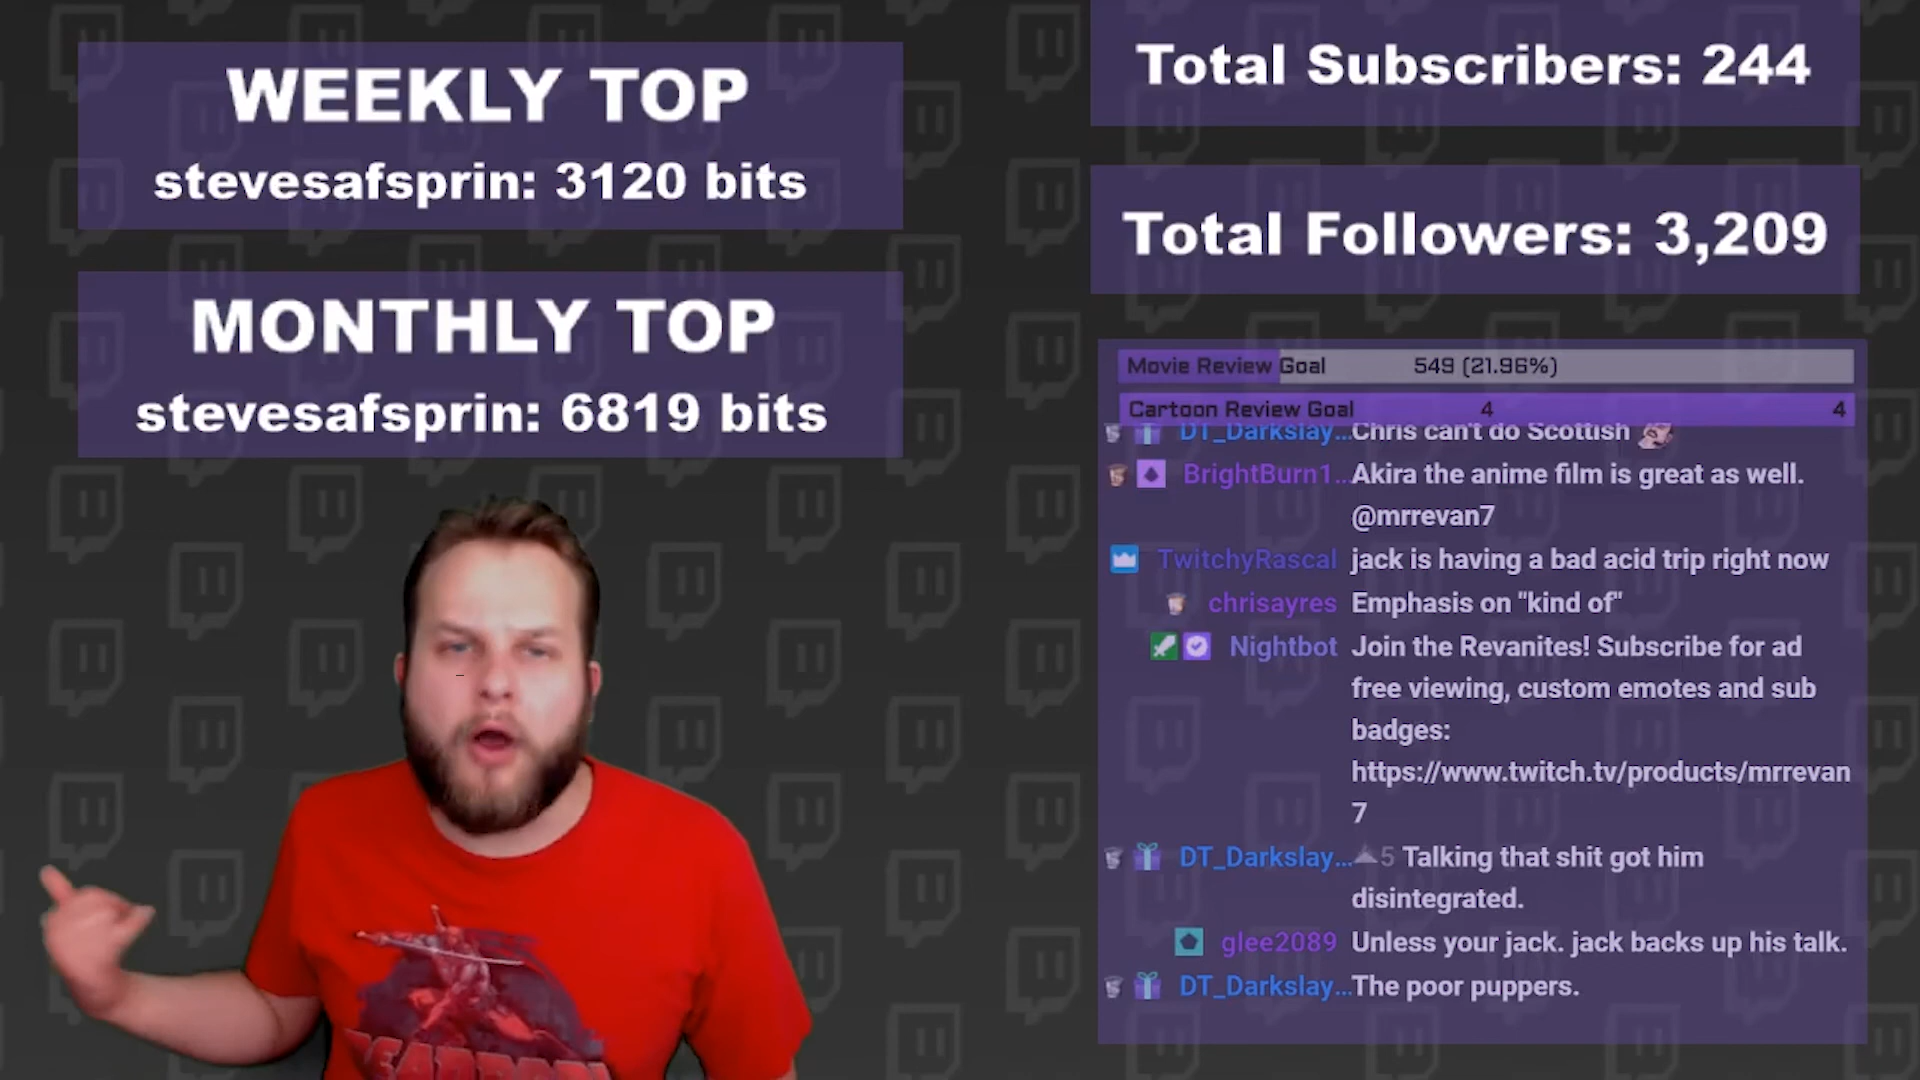 WEEKLY TOP
stevesafsprin: 3120 bits
MONTHLY TOP
stevesafsprin: 6819 bits
Total Subscribers: 244
Total Followers: 3,209
Movie Review Goal 549 (21.96%)
Cartoon Review Goal 4 4
DT_Darkslay... Chris can't do Scottish
BrightBurn1... Akira the anime film is great as well.
@mrrevan7
TwitchyRascal jack is having a bad acid trip right now
chrisayres Emphasis on "kind of"
Nightbot Join the Revanites! Subscribe for ad
free viewing, custom emotes and sub
badges:
https://www.twitch.tv/products/mrrevan
7
DT_Darkslay... 5 Talking that shit got him
disintegrated.
glee2089 Unless your jack. jack backs up his talk.
DT_Darkslay... The poor puppers.
DEADPOOL